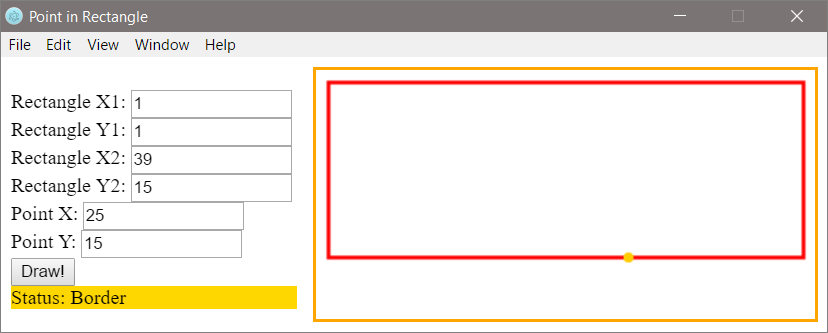 Point in Rectangle
File Edit View Window Help
Rectangle X1: 1
Rectangle Y1: 1
Rectangle X2: 39
Rectangle Y2: 15
Point X: 25
Point Y: 15
Draw!
Status: Border